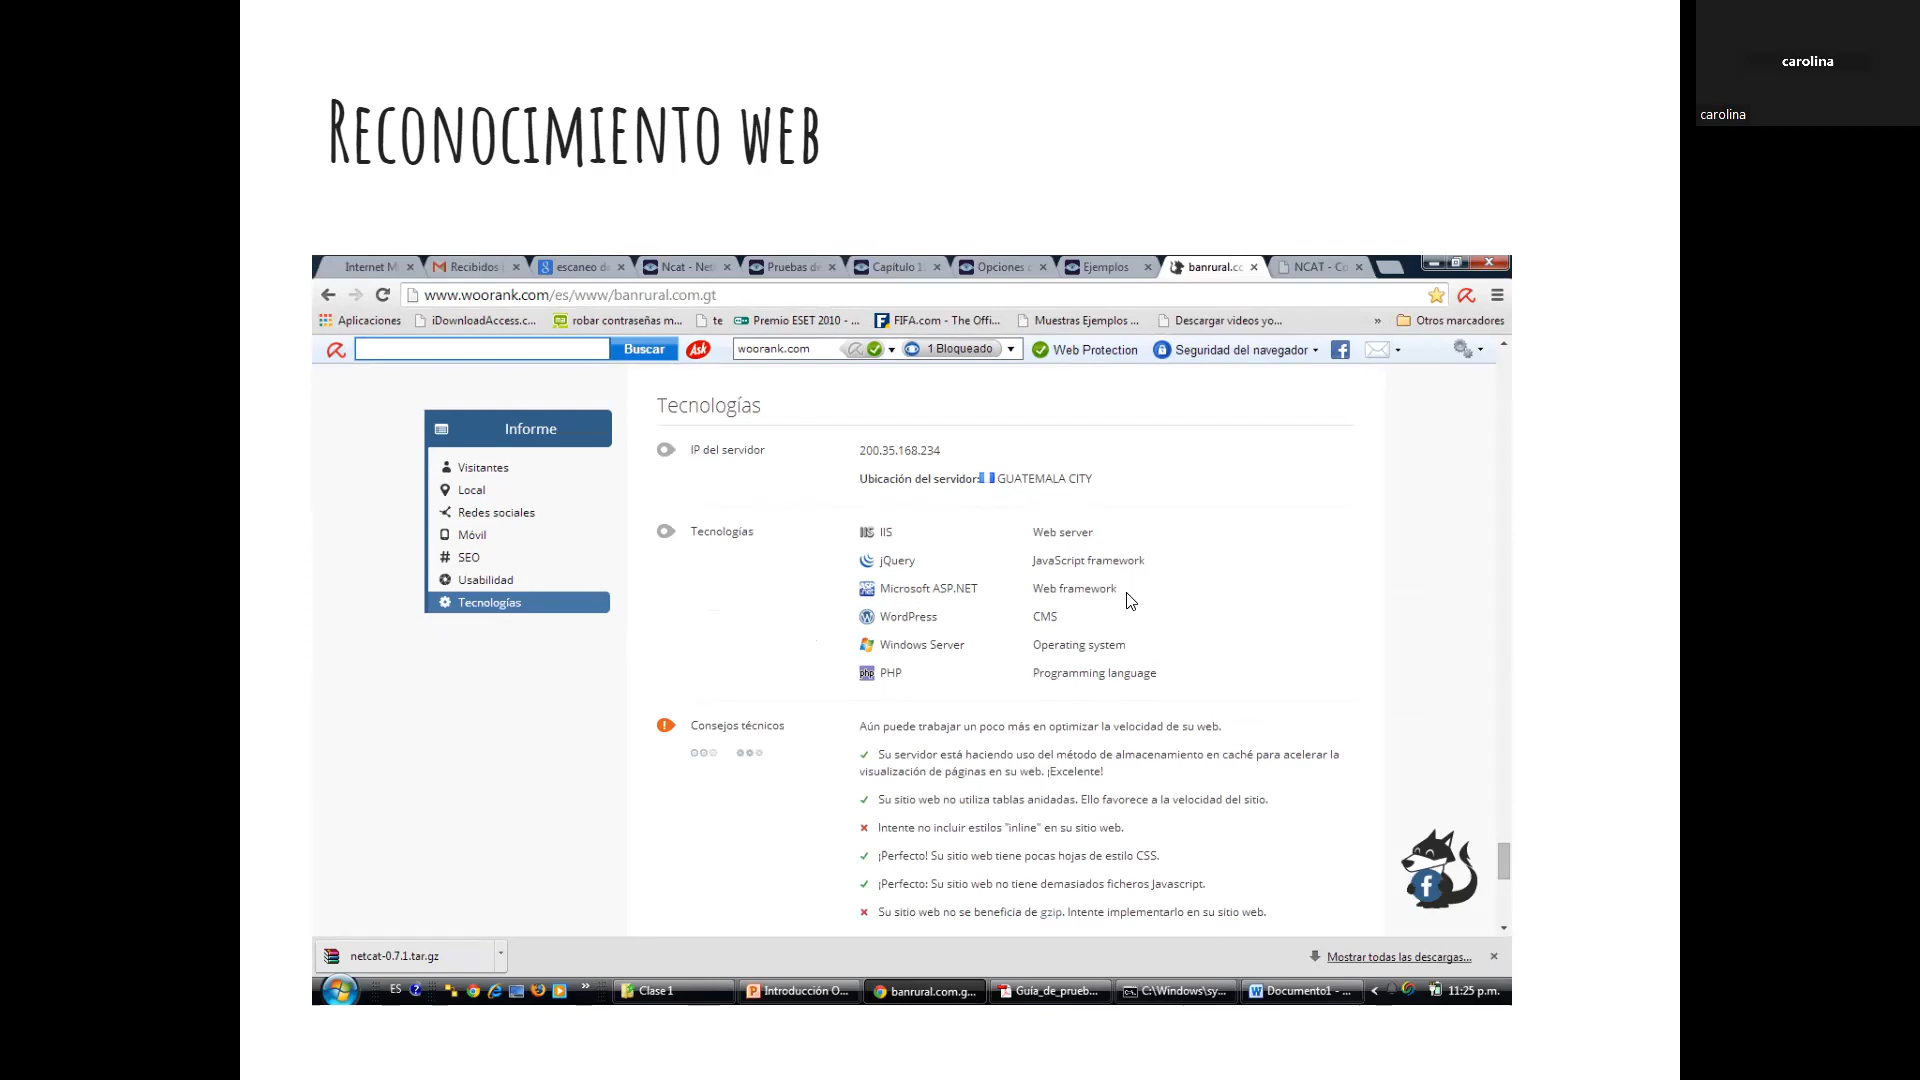 carolina
carolina
Reconocimiento web
Internet M
Recibidos
escaneo d
Ncat - Net
Pruebas d
Capítulo 1
Opciones
Ejemplos
banrural.cc
NCAT - Co
www.woorank.com/es/www/banrural.com.gt
Aplicaciones
iDownloadAccess.c...
robar contraseñas m...
te
Premio ESET 2010 - ...
FIFA.com - The Offi...
Muestras Ejemplos ...
Descargar videos yo...
»
Otros marcadores
Buscar
Ask
woorank.com
1 Bloqueado
Web Protection
Seguridad del navegador
Informe
Visitantes
Local
Redes sociales
Móvil
SEO
Usabilidad
Tecnologías
Tecnologías
IP del servidor 200.35.168.234
Ubicación del servidor: GUATEMALA CITY
Tecnologías
IIS Web server
jQuery JavaScript framework
Microsoft ASP.NET Web framework
WordPress CMS
Windows Server Operating system
PHP Programming language
Consejos técnicos
Aún puede trabajar un poco más en optimizar la velocidad de su web.
Su servidor está haciendo uso del método de almacenamiento en caché para acelerar la
visualización de páginas en su web. ¡Excelente!
Su sitio web no utiliza tablas anidadas. Ello favorece a la velocidad del sitio.
Intente no incluir estilos "inline" en su sitio web.
¡Perfecto! Su sitio web tiene pocas hojas de estilo CSS.
¡Perfecto: Su sitio web no tiene demasiados ficheros Javascript.
Su sitio web no se beneficia de gzip. Intente implementarlo en su sitio web.
netcat-0.7.1.tar.gz
Mostrar todas las descargas...
ES
»
Clase1
Introducción O...
banrural.com.g...
Guía_de_prueb...
C:\Windows\sy...
Documento1 - ...
11:25 p.m.